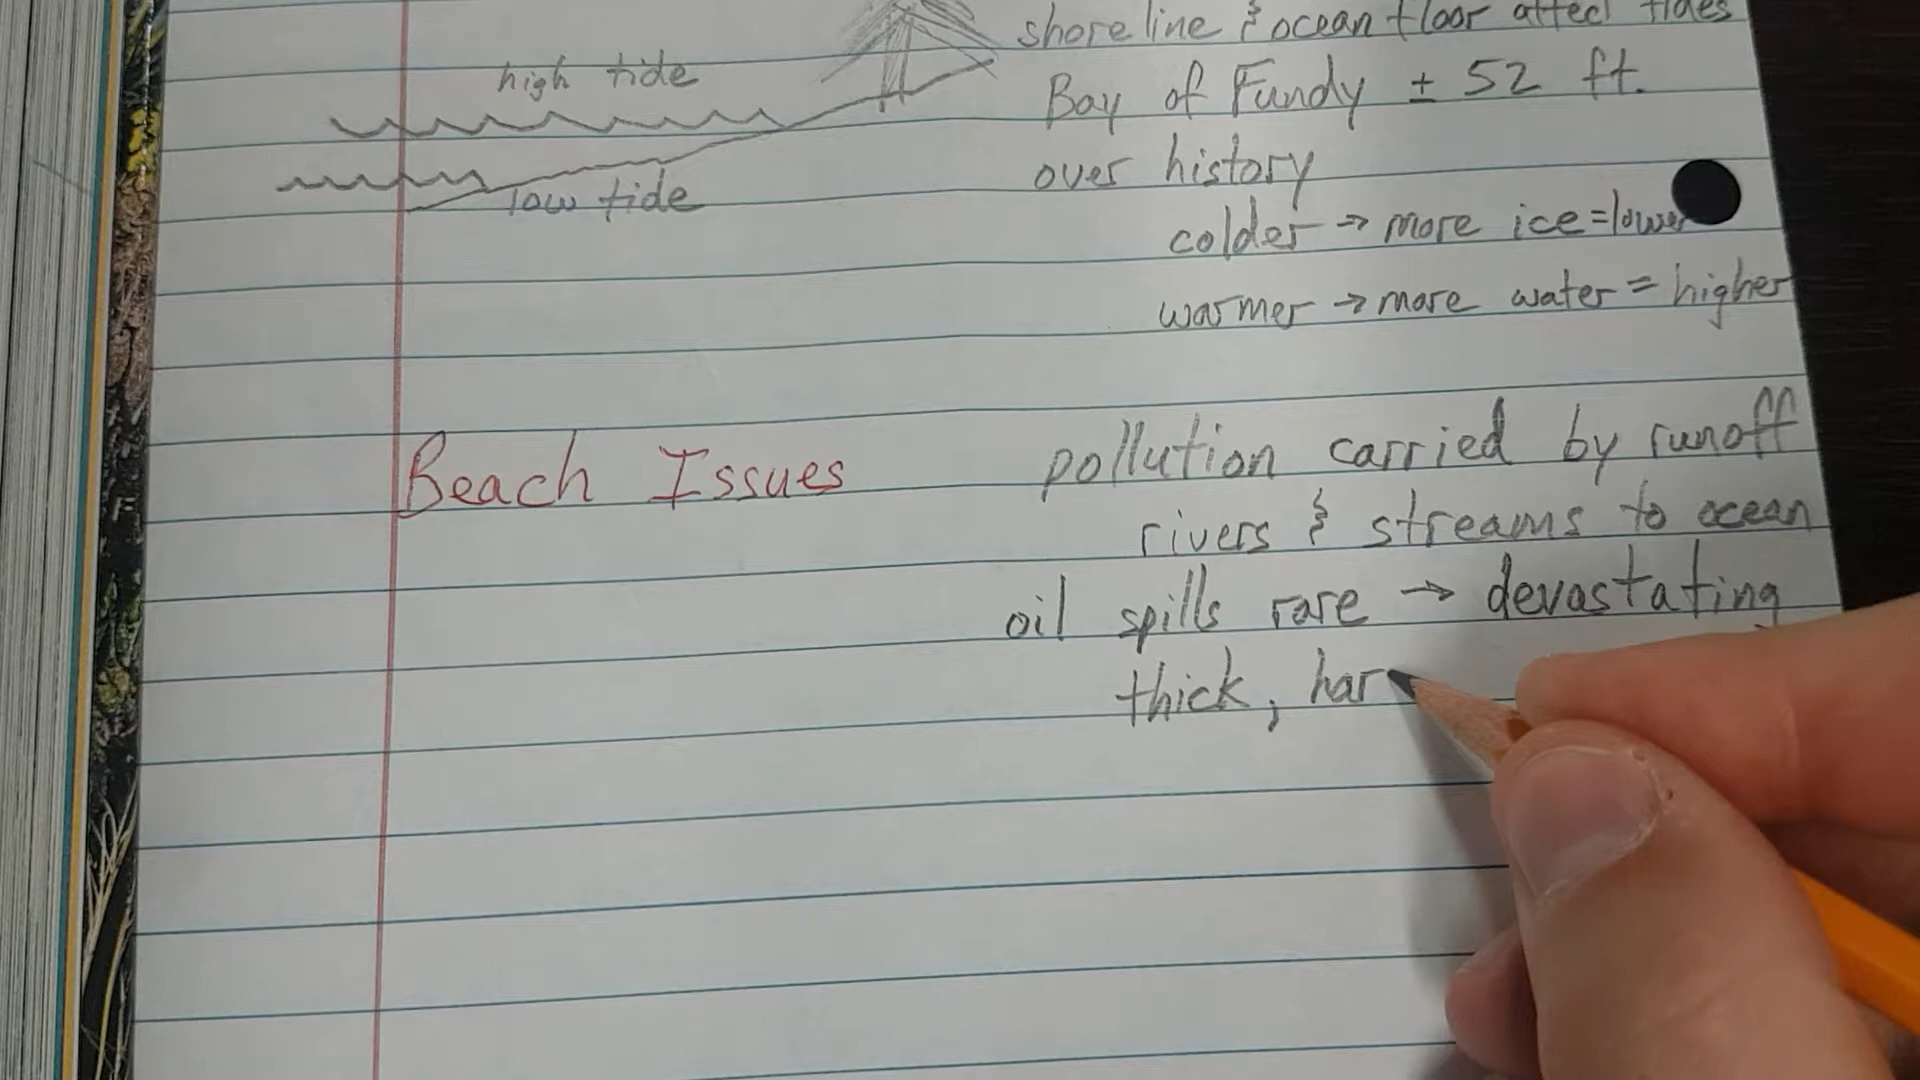 high tide
low tide
shoreline & ocean floor affect tides
Bay of Fundy ± 52 ft.
over history
colder → more ice = lower
warmer → more water = higher
Beach Issues
pollution carried by runoff
rivers & streams to ocean
oil spills rare → devastating
thick, har